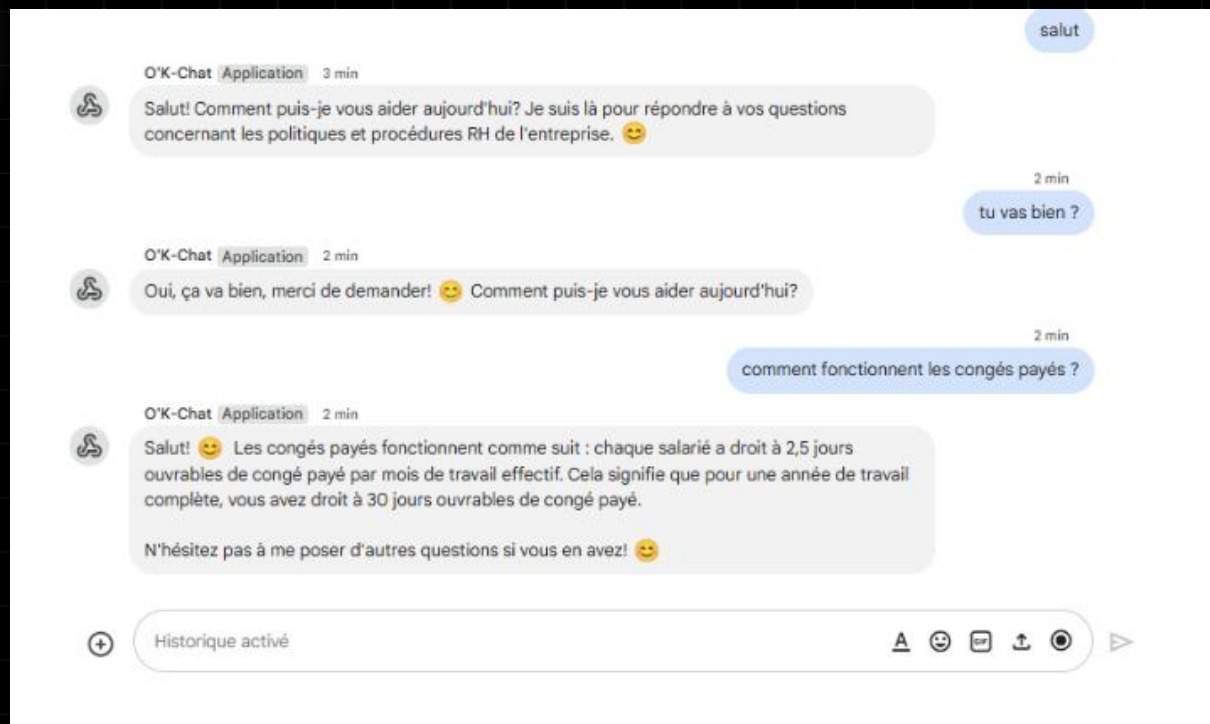 salut
O'K-Chat Application 3 min
Salut! Comment puis-je vous aider aujourd'hui? Je suis là pour répondre à vos questions
concernant les politiques et procédures RH de l'entreprise. 😊
2 min
tu vas bien ?
O'K-Chat Application 2 min
Oui, ça va bien, merci de demander! 😊 Comment puis-je vous aider aujourd'hui?
2 min
comment fonctionnent les congés payés ?
O'K-Chat Application 2 min
Salut! 😊 Les congés payés fonctionnent comme suit : chaque salarié a droit à 2,5 jours
ouvrables de congé payé par mois de travail effectif. Cela signifie que pour une année de travail
complète, vous avez droit à 30 jours ouvrables de congé payé.
N'hésitez pas à me poser d'autres questions si vous en avez! 😊
Historique activé
A GIF